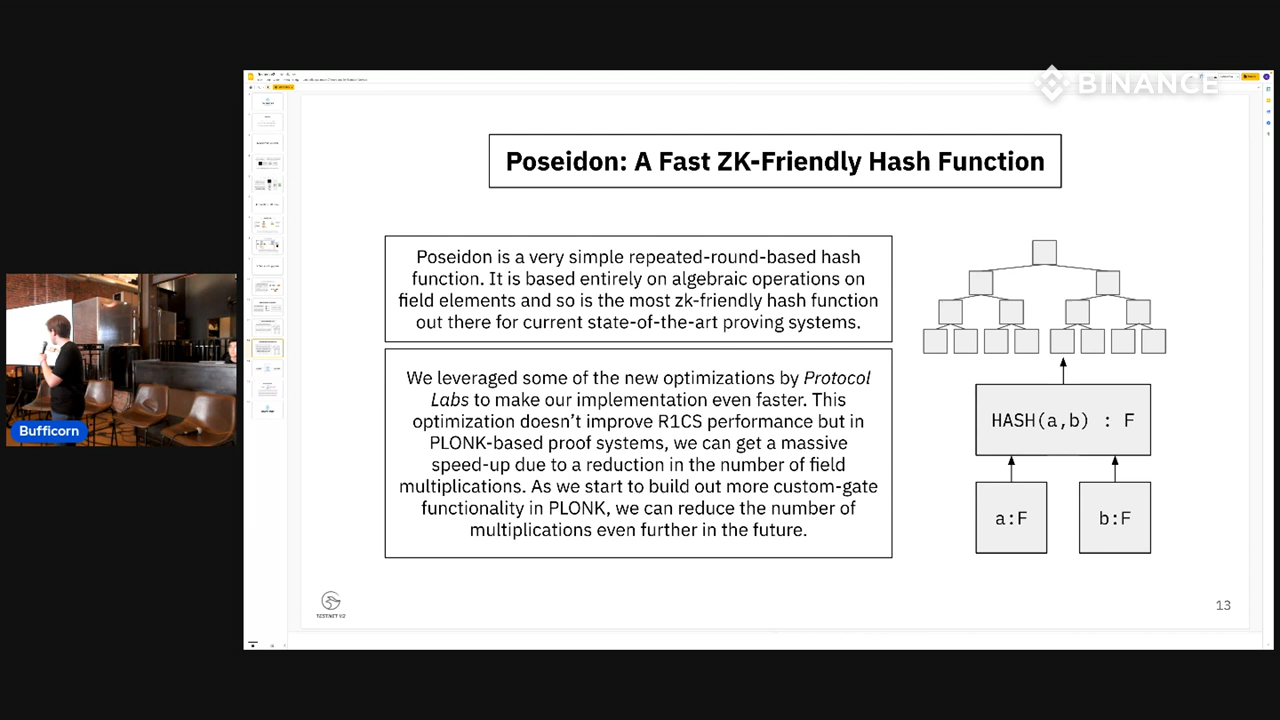 BINANCE
Poseidon: A Fast ZK-Friendly Hash Function
Poseidon is a very simple repeated-round-based hash
function. It is based entirely on algebraic operations on
field elements and so is the most zk-friendly hash function
out there for current state-of-the-art proving systems.
We leveraged some of the new optimizations by Protocol
Labs to make our implementation even faster. This
optimization doesn’t improve R1CS performance but in
PLONK-based proof systems, we can get a massive
speed-up due to a reduction in the number of field
multiplications. As we start to build out more custom-gate
functionality in PLONK, we can reduce the number of
multiplications even further in the future.
HASH(a,b) : F
a:F
b:F
Bufficorn
TESTNET V2
13